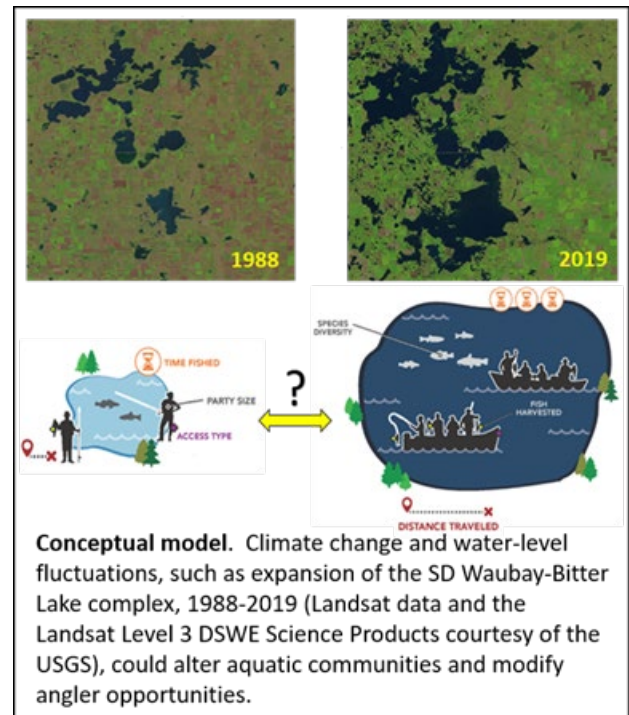 1988
2019
SPECIES
DIVERSITY
TIME FISHED
PARTY SIZE
ACCESS TYPE
?
FISH
HARVESTED
DISTANCE TRAVELED
Conceptual model. Climate change and water-level
fluctuations, such as expansion of the SD Waubay-Bitter
Lake complex, 1988-2019 (Landsat data and the
Landsat Level 3 DSWE Science Products courtesy of the
USGS), could alter aquatic communities and modify
angler opportunities.